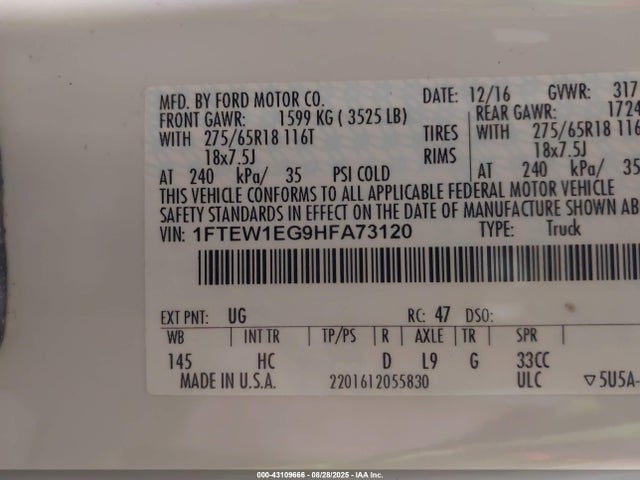 MFD. BY FORD MOTOR CO. DATE: 12/16 GVWR: 317
FRONT GAWR: 1599 KG ( 3525 LB) REAR GAWR: 1724
WITH 275/65R18 116T TIRES WITH 275/65R18 116
18x7.5J RIMS 18x7.5J
AT 240 kPa/ 35 PSI COLD AT 240 kPa/ 35
THIS VEHICLE CONFORMS TO ALL APPLICABLE FEDERAL MOTOR VEHICLE
SAFETY STANDARDS IN EFFECT ON THE DATE OF MANUFACTURE SHOWN AB
VIN: 1FTEW1EG9HFA73120 TYPE: Truck
EXT PNT: UG RC: 47 DSO:
WB INT TR TP/PS R AXLE TR SPR
145 HC D L9 G 33CC
MADE IN U.S.A. 2201612055830 ULC ▽5U5A-
000-43109666 - 08/28/2025 - IAA Inc.